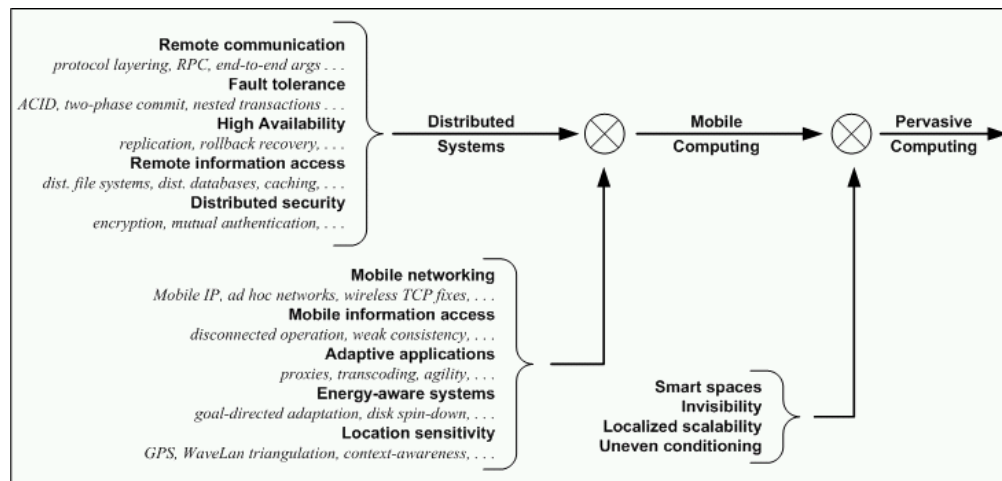 Remote communication
protocol layering, RPC, end-to-end args . . .
Fault tolerance
ACID, two-phase commit, nested transactions . . .
High Availability
replication, rollback recovery, . . .
Remote information access
dist. file systems, dist. databases, caching, . . .
Distributed security
encryption, mutual authentication, . . .
Distributed
Systems
Mobile
Computing
Pervasive
Computing
Mobile networking
Mobile IP, ad hoc networks, wireless TCP fixes, . . .
Mobile information access
disconnected operation, weak consistency, . . .
Adaptive applications
proxies, transcoding, agility, . . .
Energy-aware systems
goal-directed adaptation, disk spin-down, . . .
Location sensitivity
GPS, WaveLan triangulation, context-awareness, . . .
Smart spaces
Invisibility
Localized scalability
Uneven conditioning